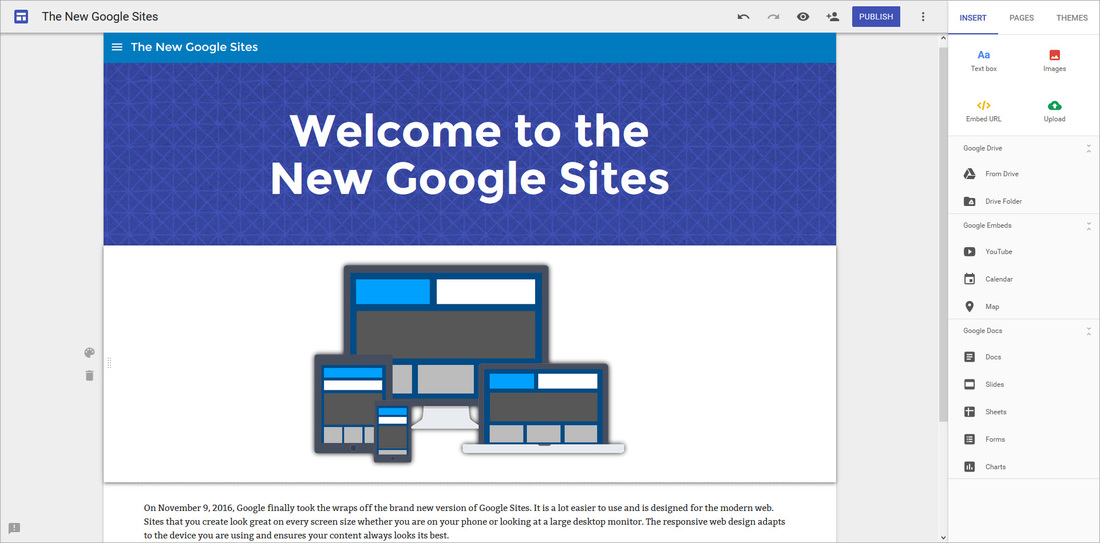 The New Google Sites
PUBLISH
INSERT
PAGES
THEMES
The New Google Sites
Welcome to the
New Google Sites
On November 9, 2016, Google finally took the wraps off the brand new version of Google Sites. It is a lot easier to use and is designed for the modern web.
Sites that you create look great on every screen size whether you are on your phone or looking at a large desktop monitor. The responsive web design adapts
to the device you are using and ensures your content always looks its best.
Aa
Text box
Images
Embed URL
Upload
Google Drive
From Drive
Drive Folder
Google Embeds
YouTube
Calendar
Map
Google Docs
Docs
Slides
Sheets
Forms
Charts